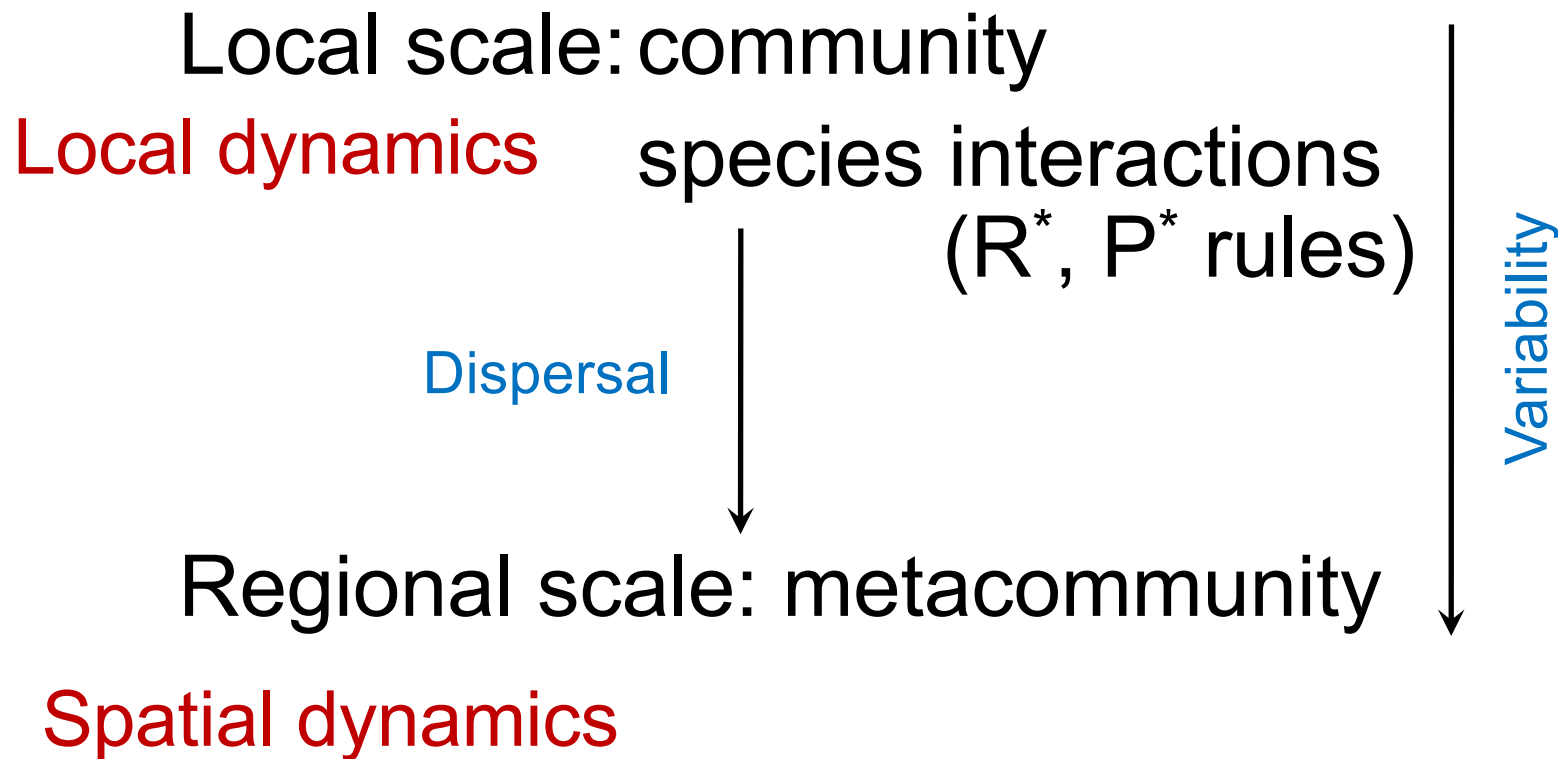 Local scale: community
Local dynamics
species interactions
(R*, P* rules)
Variability
Dispersal
Regional scale: metacommunity
Spatial dynamics